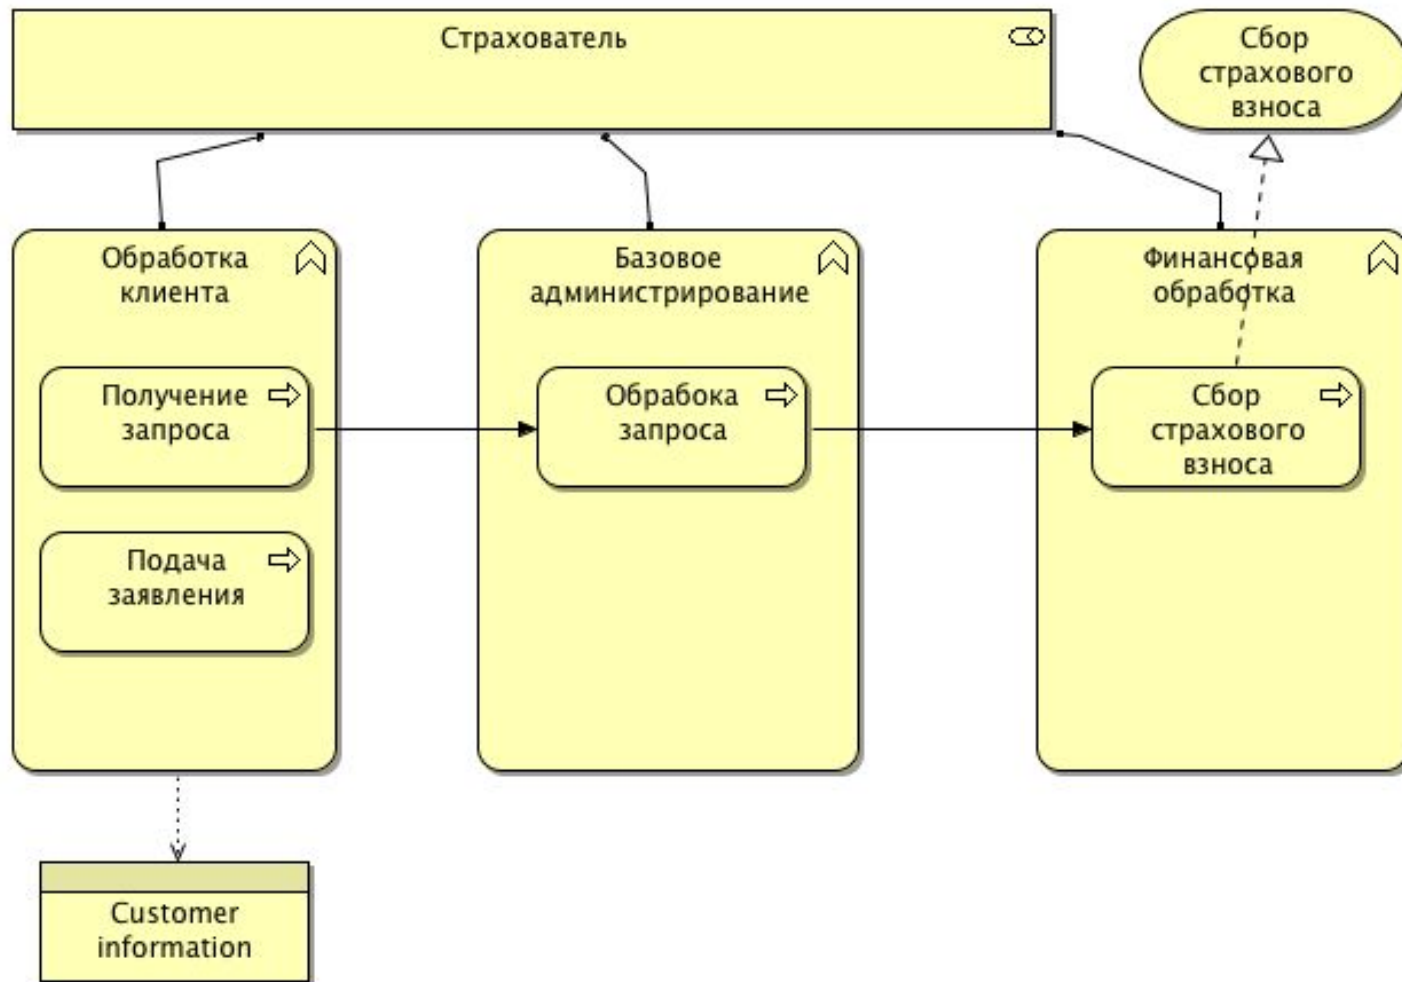 Страхователь
Сбор
страхового
взноса
Обработка
клиента
Базовое
администрирование
Финансовая
обработка
Получение
запроса
Обрабока
запроса
Сбор
страхового
взноса
Подача
заявления
Customer
information